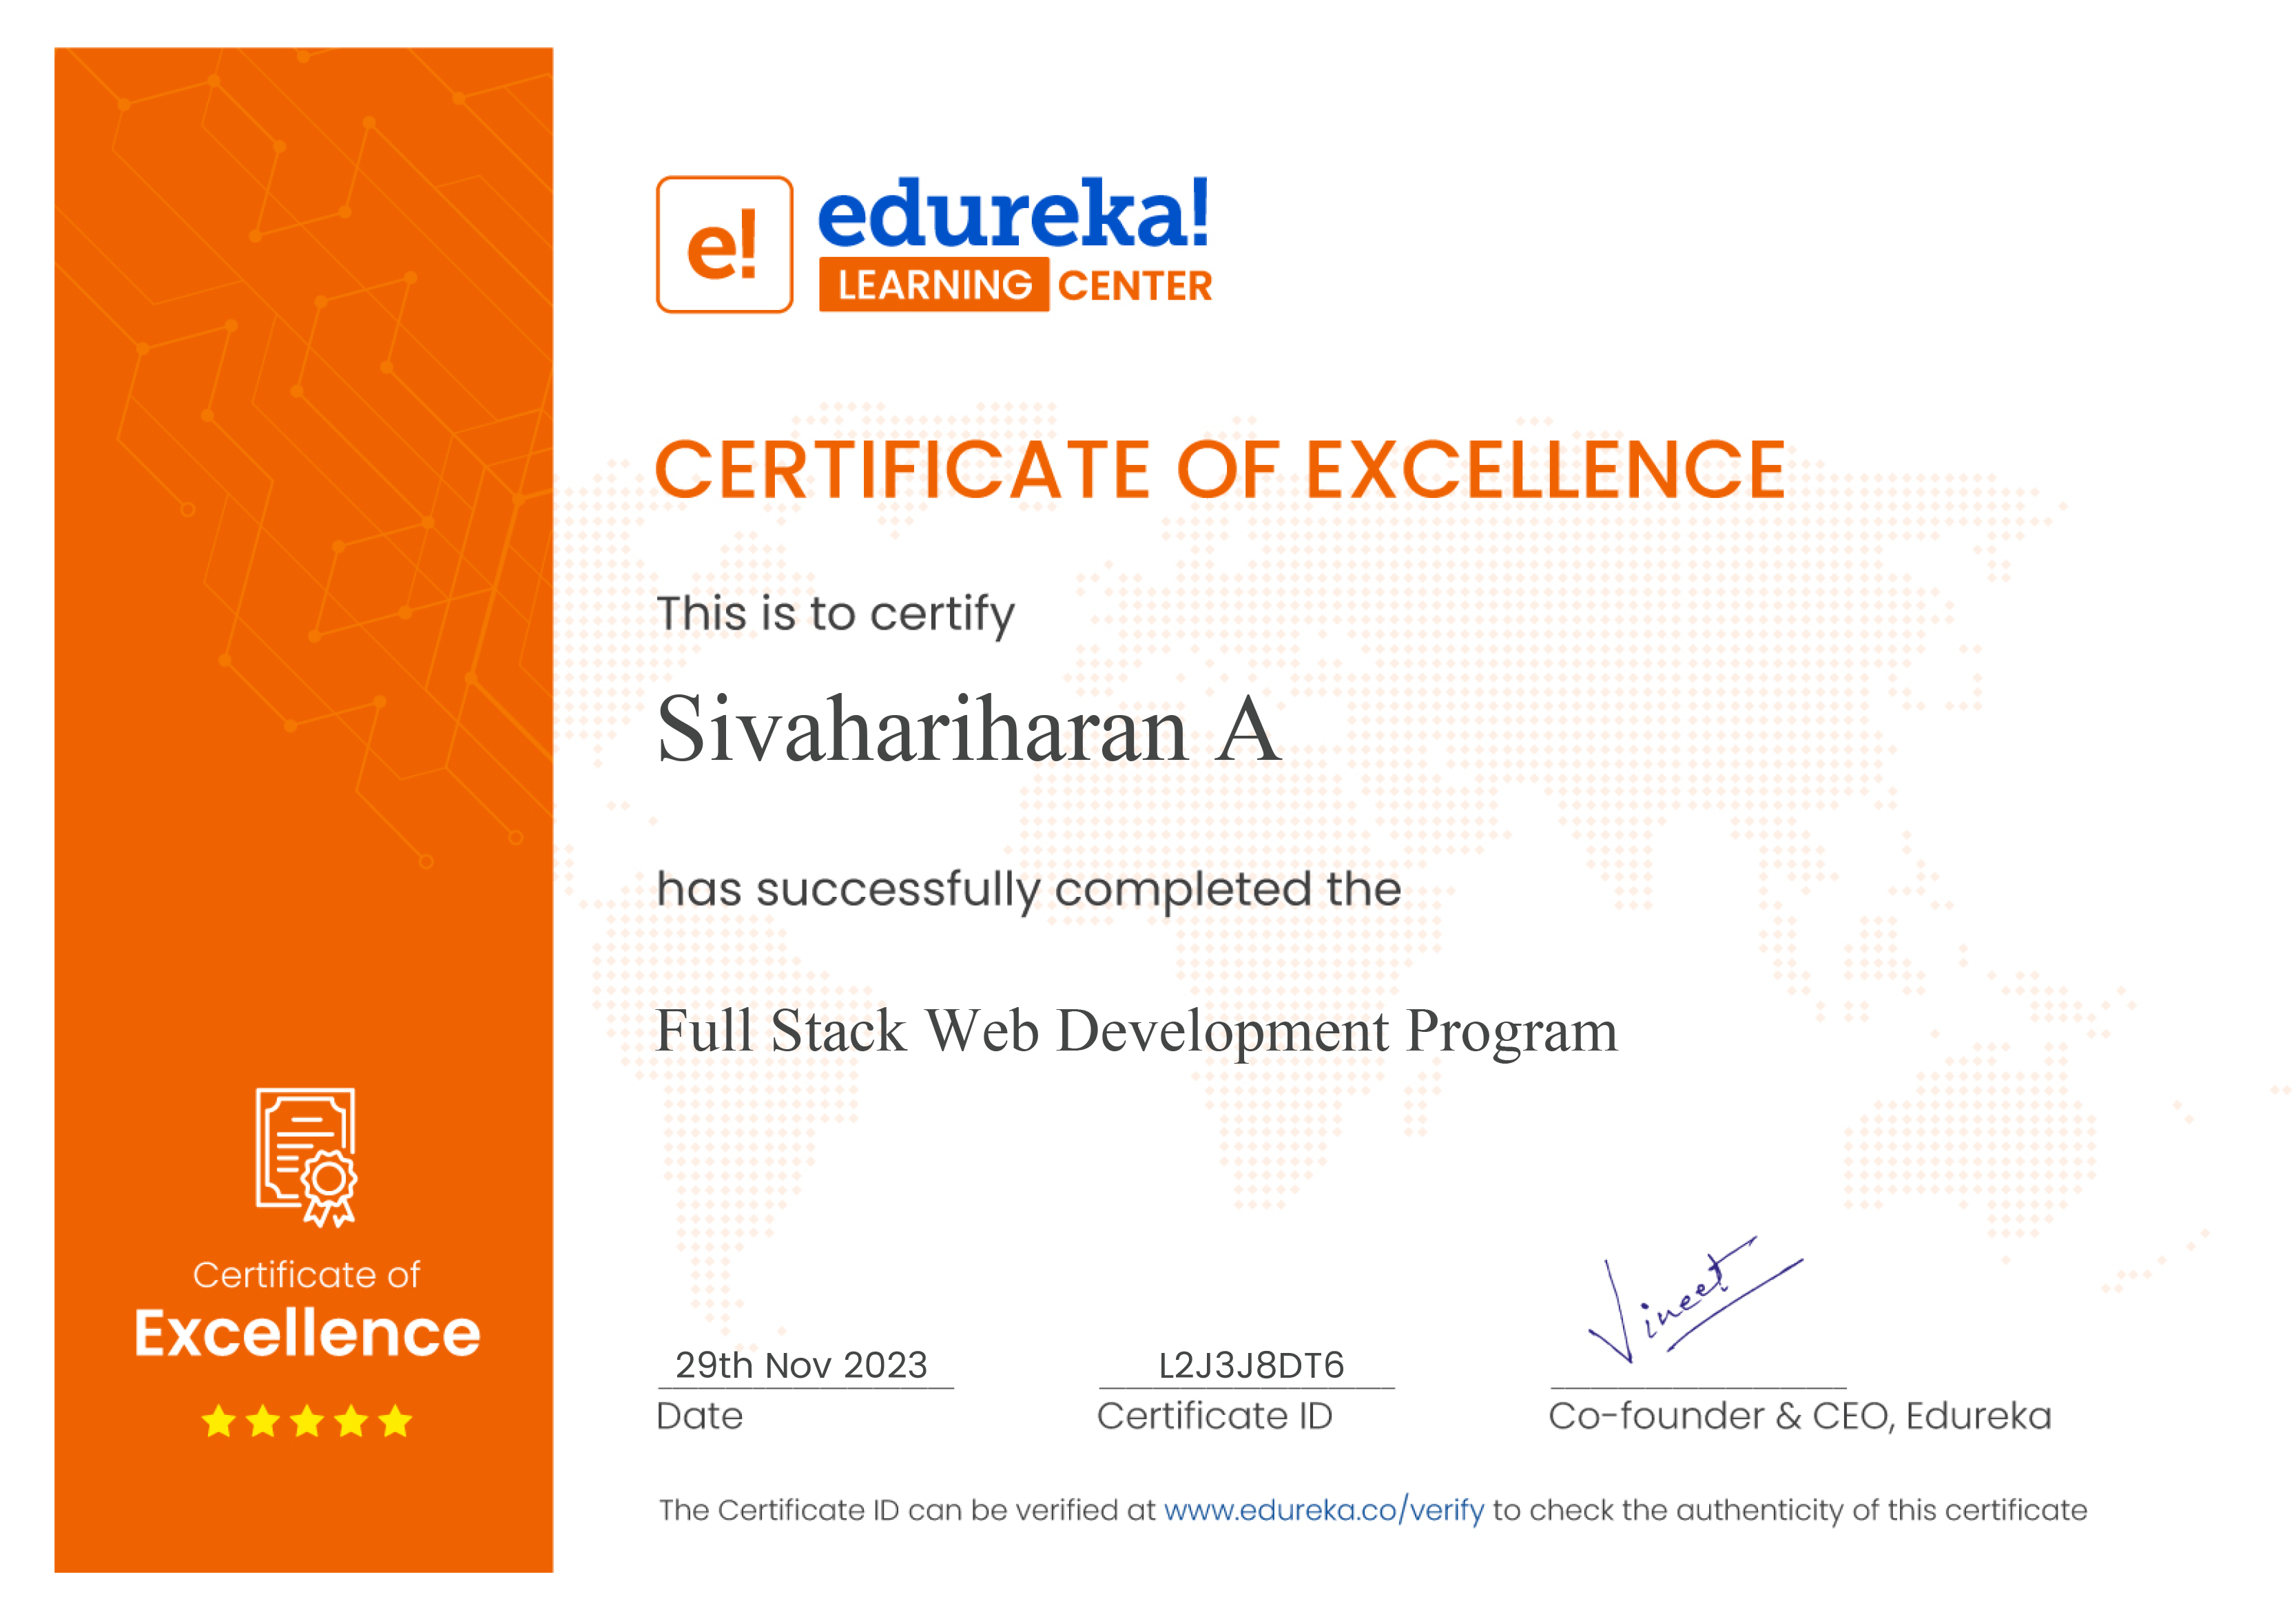 e!
edureka!
LEARNING CENTER
CERTIFICATE OF EXCELLENCE
This is to certify
Sivahariharan A
has successfully completed the
Full Stack Web Development Program
Certificate of
Excellence
29th Nov 2023
Date
L2J3J8DT6
Certificate ID
Vineet
Co-founder & CEO, Edureka
The Certificate ID can be verified at www.edureka.co/verify to check the authenticity of this certificate